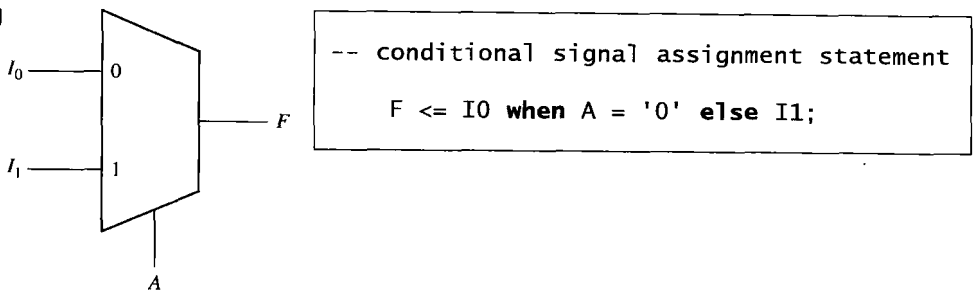 I0
0
F
I1
1
A
-- conditional signal assignment statement
F <= I0 when A = '0' else I1;